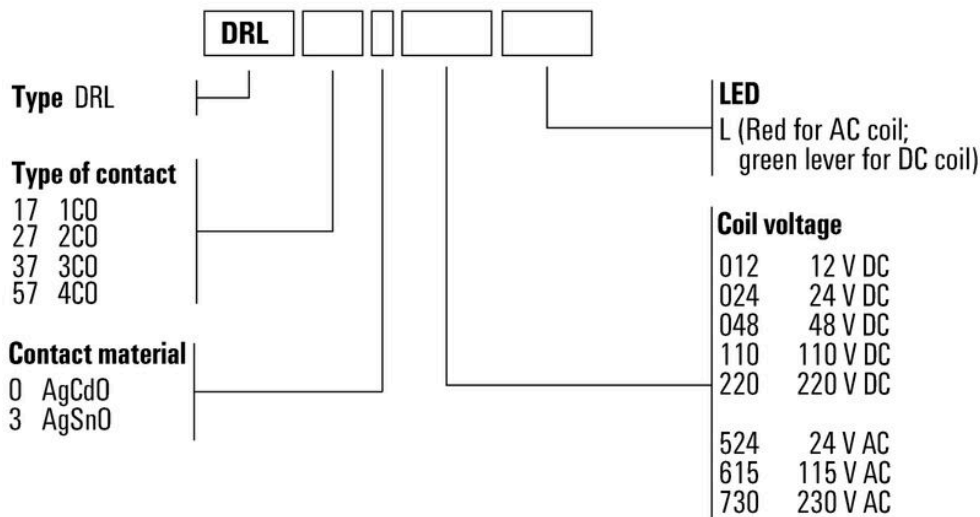 DRL
Type DRL
Type of contact
17 1CO
27 2CO
37 3CO
57 4CO
Contact material
0 AgCdO
3 AgSnO
LED
L (Red for AC coil;
green lever for DC coil)
Coil voltage
012 12 V DC
024 24 V DC
048 48 V DC
110 110 V DC
220 220 V DC
524 24 V AC
615 115 V AC
730 230 V AC